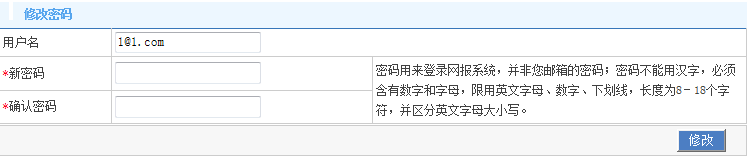 修改密码
用户名 1@1.com
*新密码
*确认密码
密码用来登录网报系统，并非您邮箱的密码；密码不能用汉字，必须
含有数字和字母，限用英文字母、数字、下划线，长度为8-18个字
符，并区分英文字母大小写。
修改